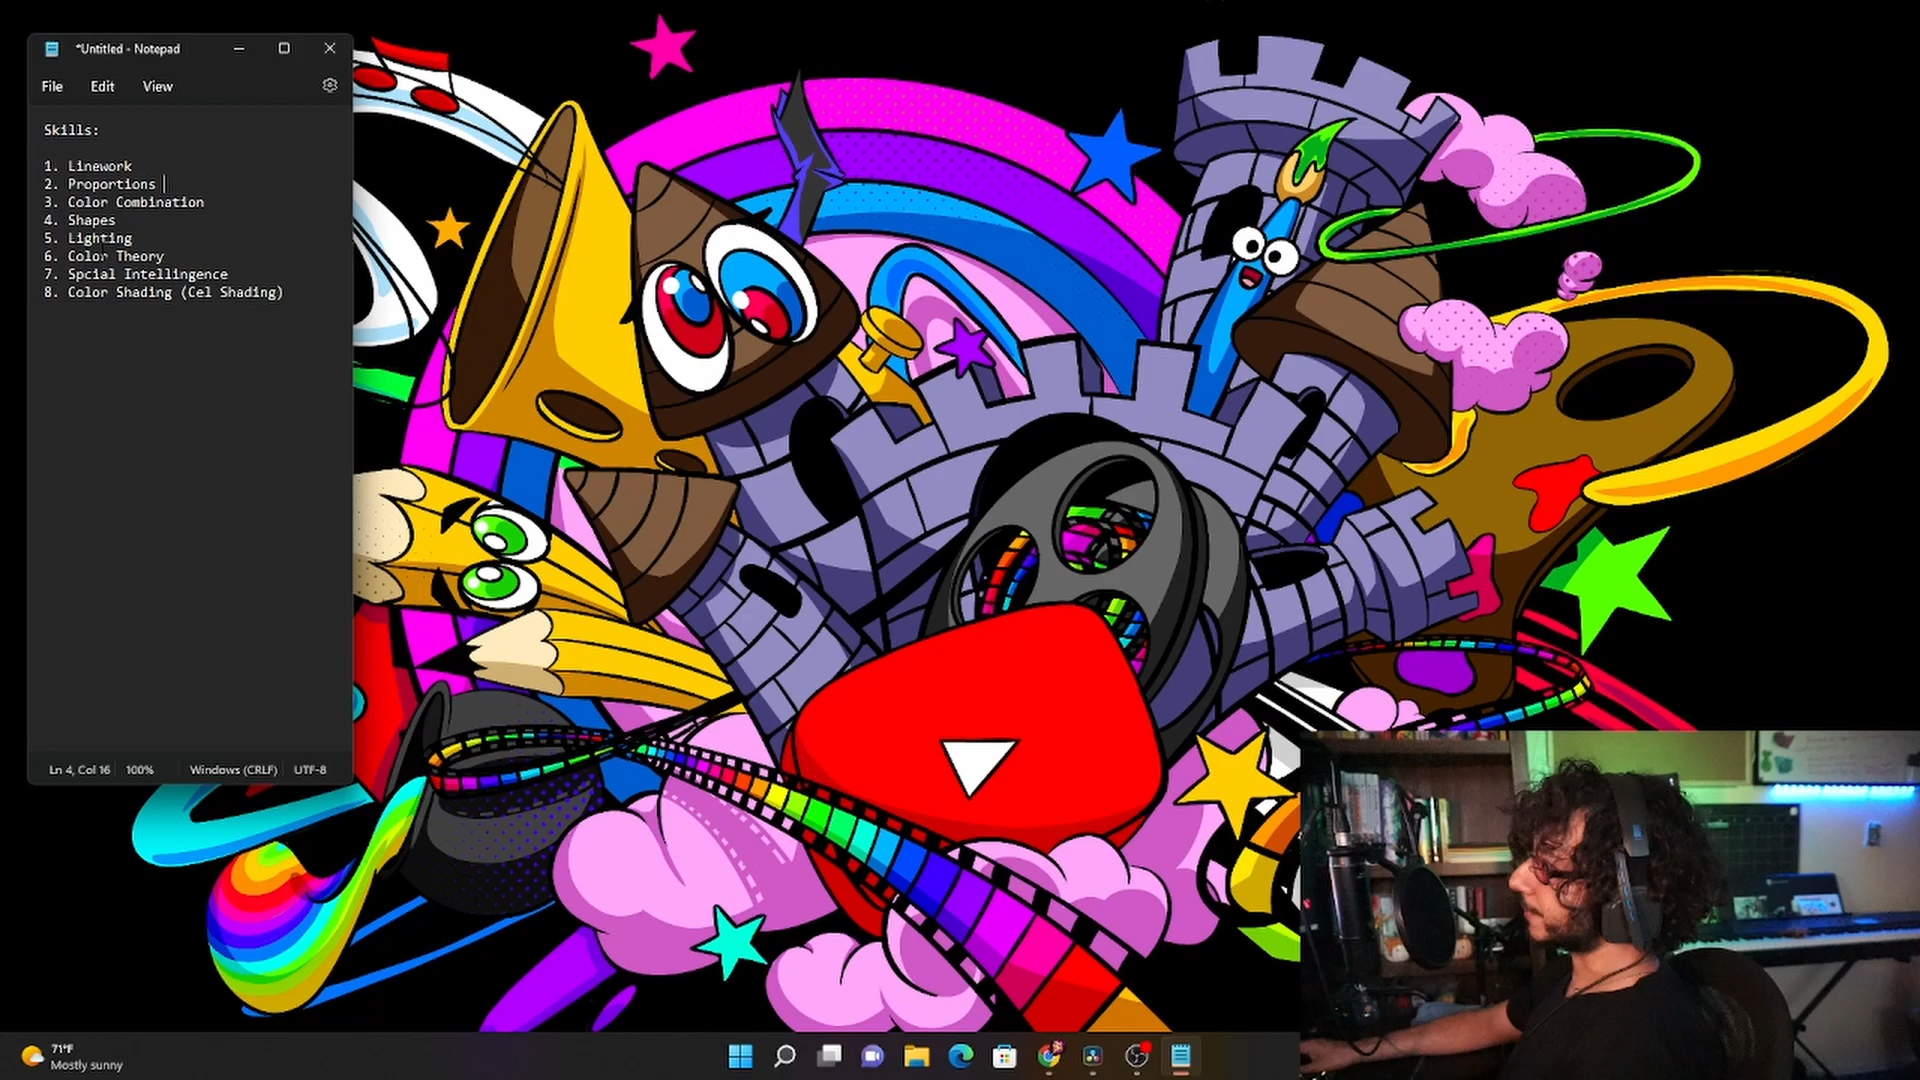 *Untitled - Notepad
File Edit View
Skills:
1. Linework
2. Proportions
3. Color Combination
4. Shapes
5. Lighting
6. Color Theory
7. Spcial Intellingence
8. Color Shading (Cel Shading)
Ln 4, Col 16 100% Windows (CRLF) UTF-8
71°F
Mostly sunny